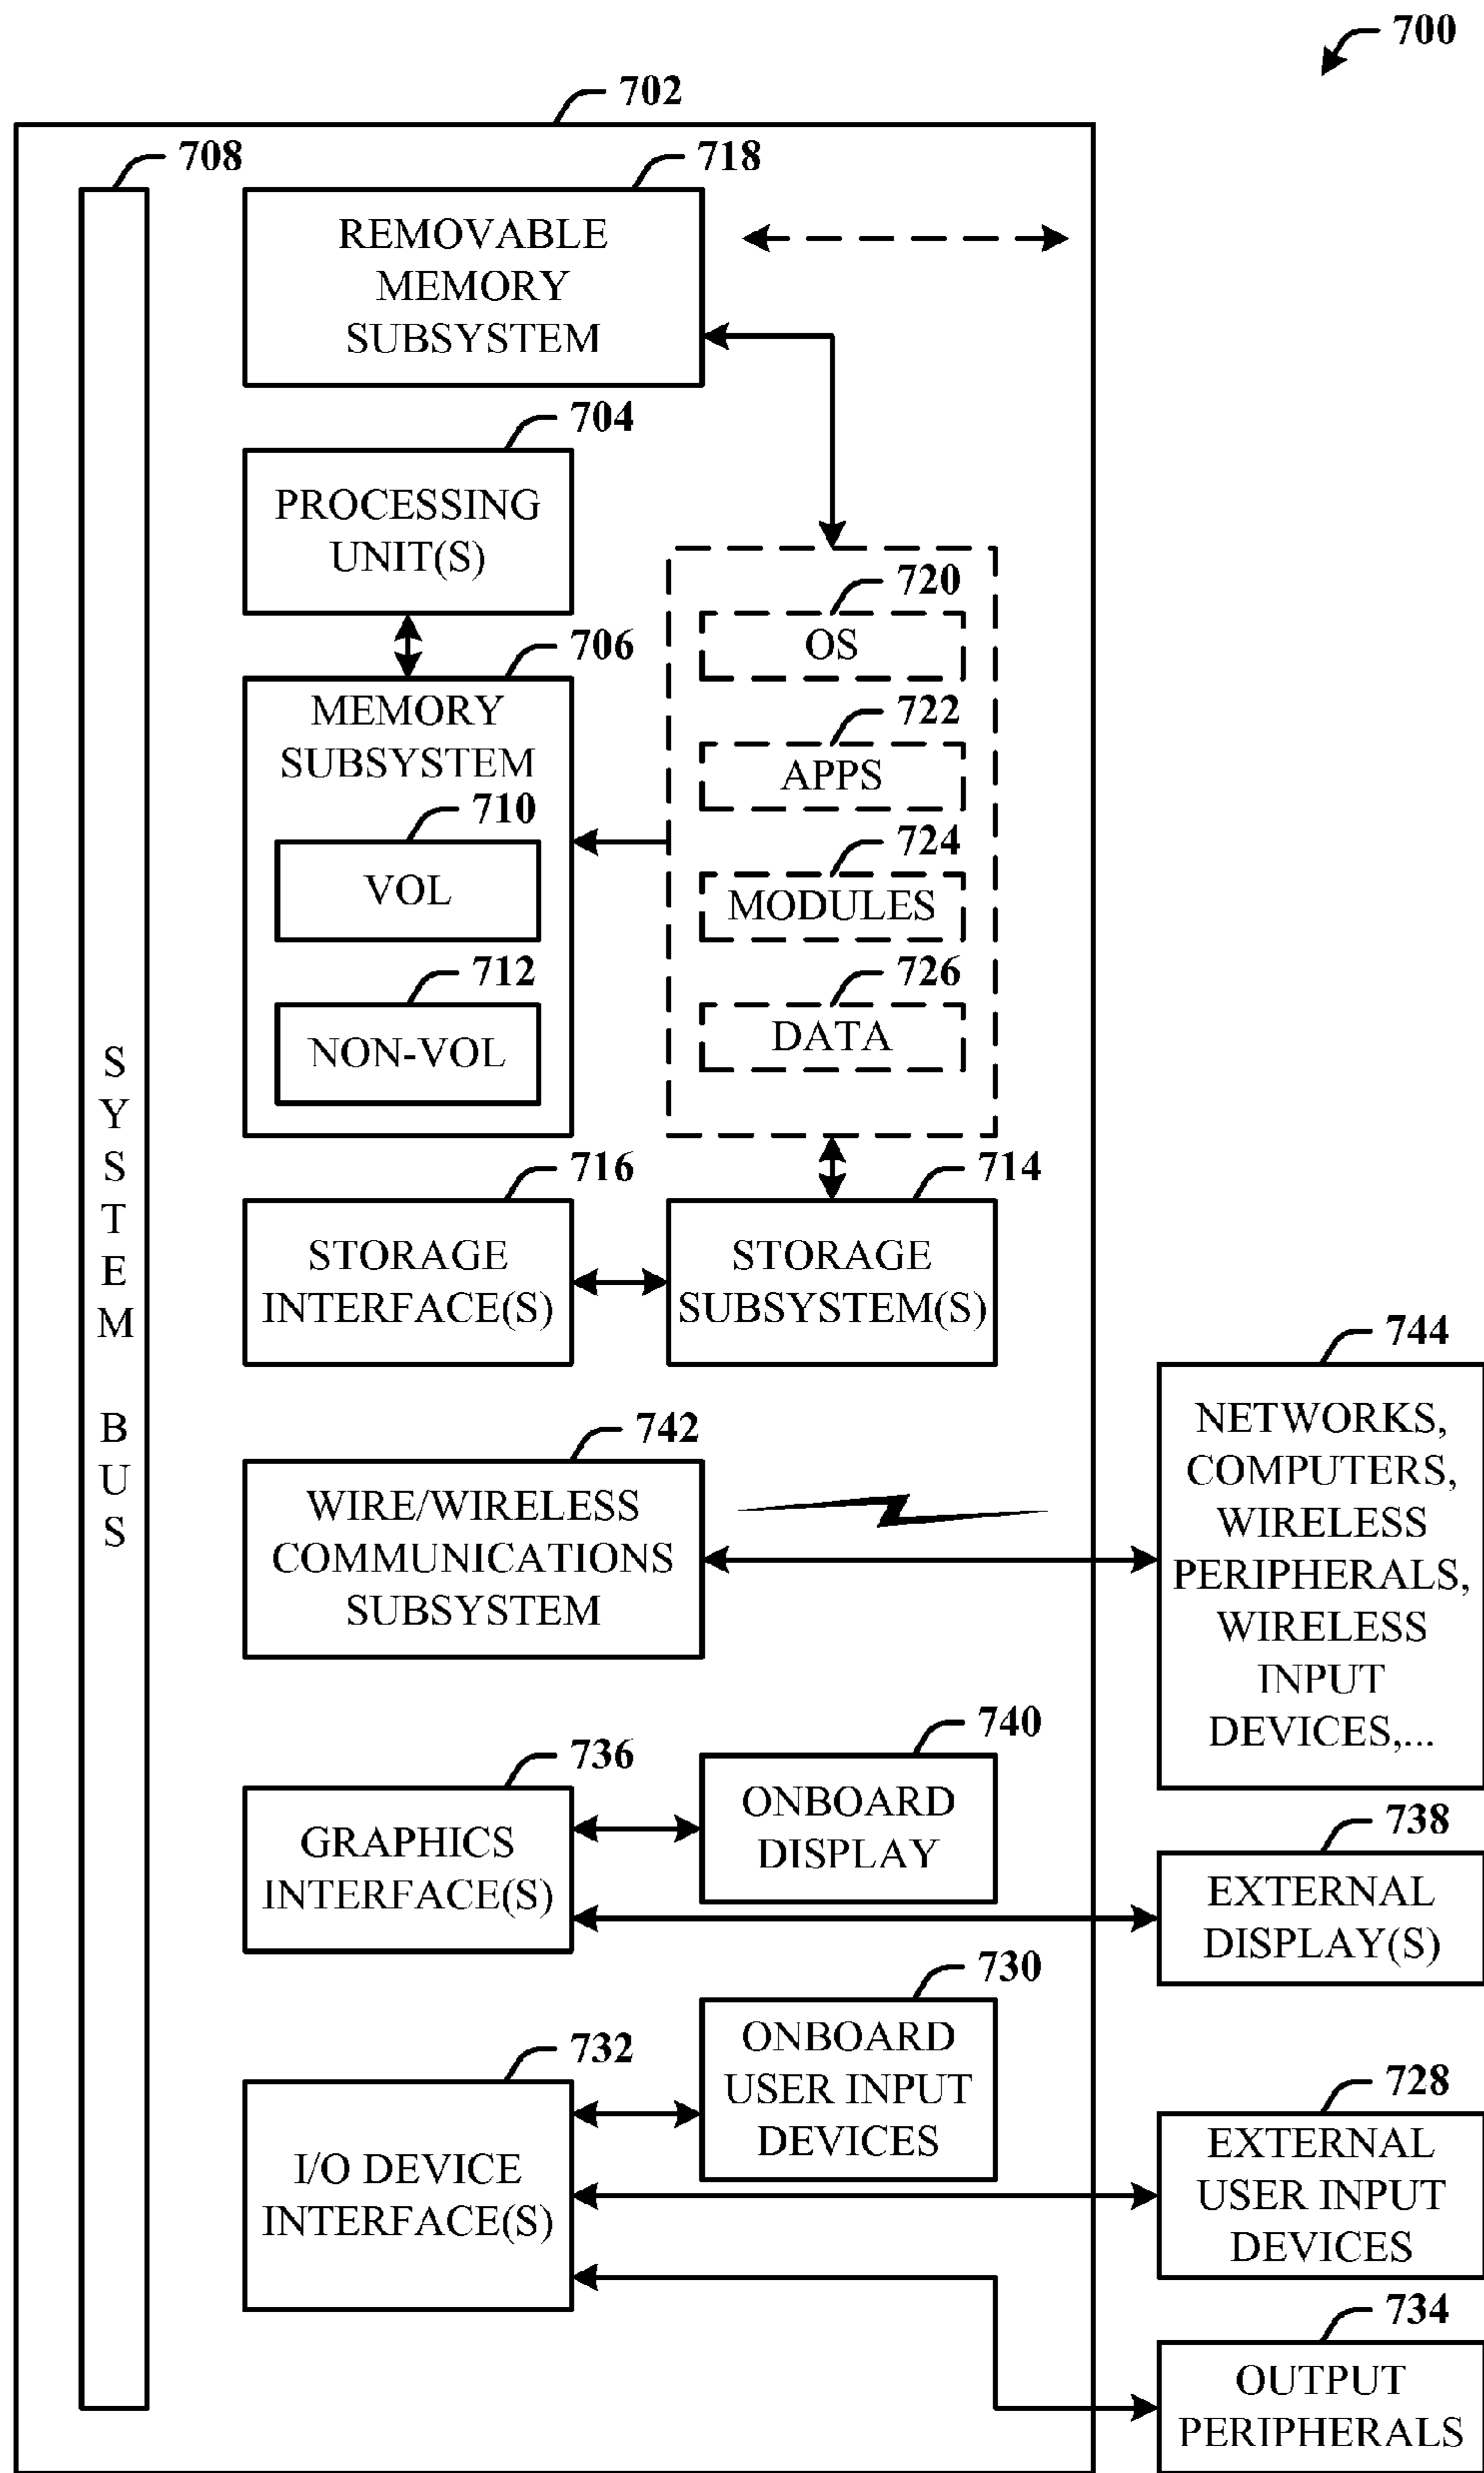 700
702
708
718
REMOVABLE
MEMORY
SUBSYSTEM
704
PROCESSING
UNIT(S)
706
MEMORY
SUBSYSTEM
710
VOL
712
NON-VOL
720
OS
722
APPS
724
MODULES
726
DATA
SYSTEM BUS
716
STORAGE
INTERFACE(S)
714
STORAGE
SUBSYSTEM(S)
742
WIRE/WIRELESS
COMMUNICATIONS
SUBSYSTEM
744
NETWORKS,
COMPUTERS,
WIRELESS
PERIPHERALS,
WIRELESS
INPUT
DEVICES,...
736
GRAPHICS
INTERFACE(S)
740
ONBOARD
DISPLAY
738
EXTERNAL
DISPLAY(S)
732
I/O DEVICE
INTERFACE(S)
730
ONBOARD
USER INPUT
DEVICES
728
EXTERNAL
USER INPUT
DEVICES
734
OUTPUT
PERIPHERALS